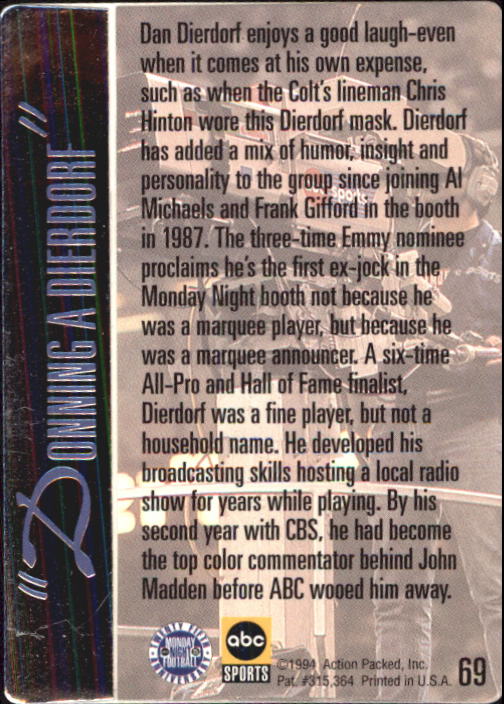 "DONNING A DIERDORF"
Dan Dierdorf enjoys a good laugh-even
when it comes at his own expense,
such as when the Colt's lineman Chris
Hinton wore this Dierdorf mask. Dierdorf
has added a mix of humor, insight and
personality to the group since joining Al
Michaels and Frank Gifford in the booth
in 1987. The three-time Emmy nominee
proclaims he's the first ex-jock in the
Monday Night booth not because he
was a marquee player, but because he
was a marquee announcer. A six-time
All-Pro and Hall of Fame finalist,
Dierdorf was a fine player, but not a
household name. He developed his
broadcasting skills hosting a local radio
show for years while playing. By his
second year with CBS, he had become
the top color commentator behind John
Madden before ABC wooed him away.
TWENTY FIFTH
MONDAY
NIGHT
FOOTBALL
ANNIVERSARY
abc
SPORTS
©1994 Action Packed, Inc.
Pat. #315,364 Printed in U.S.A.
69